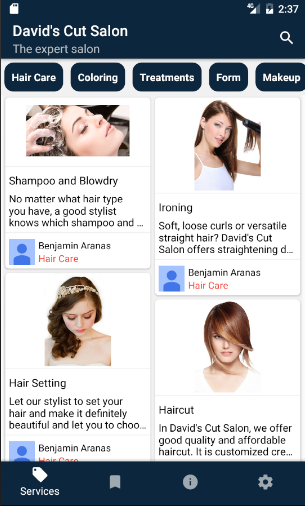 4G 2:37
David's Cut Salon
The expert salon
Hair Care
Coloring
Treatments
Form
Makeup
Shampoo and Blowdry
No matter what hair type
you have, a good stylist
knows which shampoo and ...
Benjamin Aranas
Hair Care
Ironing
Soft, loose curls or versatile
straight hair? David's Cut
Salon offers straightening d...
Benjamin Aranas
Hair Care
Hair Setting
Let our stylist to set your
hair and make it definitely
beautiful and let you to choo...
Benjamin Aranas
Hair Care
Haircut
In David's Cut Salon, we offer
good quality and affordable
haircut. It is customized cre...
Services